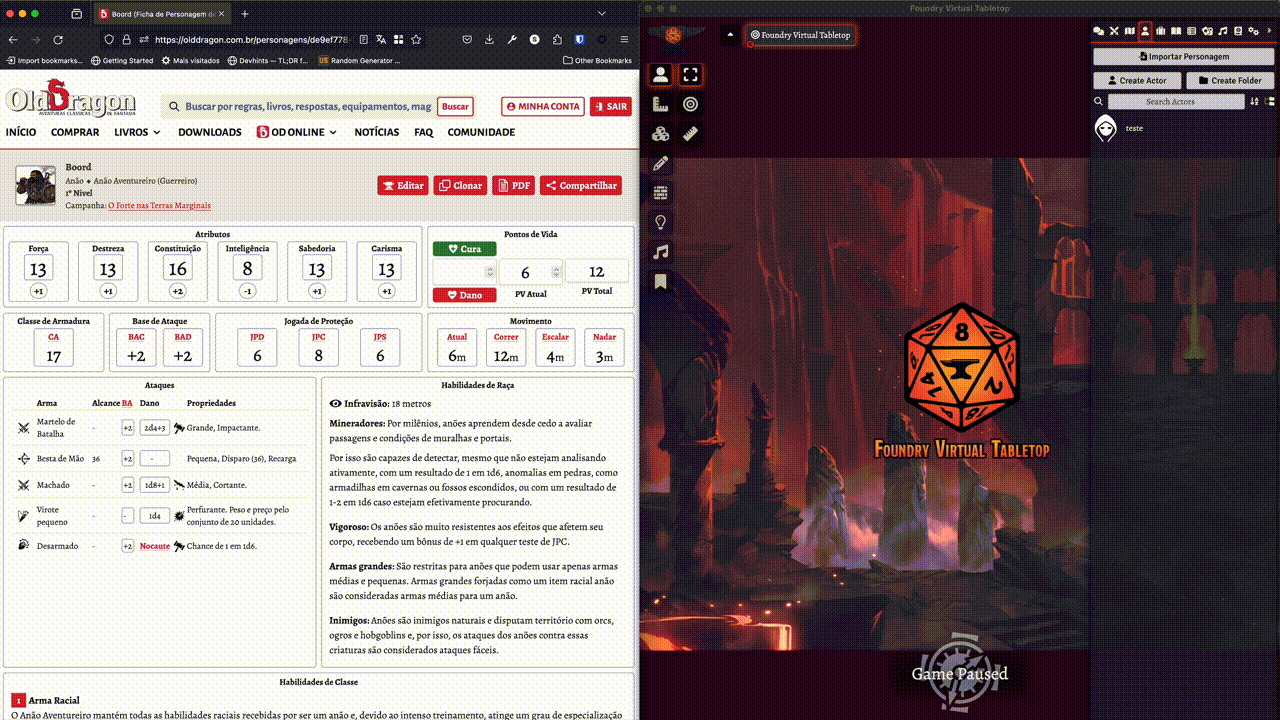 Boord (Ficha de Personagem de
https://olddragon.com.br/personagens/de9ef778-
Import bookmarks...
Getting Started
Mais visitados
Devhints — TL;DR f...
Random Generator ...
Other Bookmarks
Old Dragon
AVENTURAS CLÁSSICAS DE FANTASIA
Buscar por regras, livros, respostas, equipamentos, mag
Buscar
MINHA CONTA
SAIR
INÍCIO
COMPRAR
LIVROS
DOWNLOADS
OD ONLINE
NOTÍCIAS
FAQ
COMUNIDADE
Boord
Anão ⬥ Anão Aventureiro (Guerreiro)
1º Nível
Campanha: O Forte nas Terras Marginais
Editar
Clonar
PDF
Compartilhar
Atributos
Força
Destreza
Constituição
Inteligência
Sabedoria
Carisma
13
13
16
8
13
13
+1
+1
+2
-1
+1
+1
Pontos de Vida
Cura
Dano
6
12
PV Atual
PV Total
Classe de Armadura
CA
17
Base de Ataque
BAC
BAD
+2
+2
Jogada de Proteção
JPD
JPC
JPS
6
8
6
Movimento
Atual
Correr
Escalar
Nadar
6m
12m
4m
3m
Ataques
Arma Alcance BA Dano Propriedades
Martelo de Batalha - +2 2d4+3 Grande, Impactante.
Besta de Mão 36 +2 - Pequena, Disparo (36), Recarga
Machado - +2 1d8+1 Média, Cortante.
Virote pequeno - - 1d4 Perfurante. Peso e preço pelo
conjunto de 20 unidades.
Desarmado - +2 Nocaute Chance de 1 em 1d6.
Habilidades de Raça
Infravisão: 18 metros
Mineradores: Por milênios, anões aprendem desde cedo a avaliar
passagens e condições de muralhas e portais.
Por isso são capazes de detectar, mesmo que não estejam analisando
ativamente, com um resultado de 1 em 1d6, anomalias em pedras, como
armadilhas em cavernas ou fossos escondidos, ou com um resultado de
1-2 em 1d6 caso estejam efetivamente procurando.
Vigoroso: Os anões são muito resistentes aos efeitos que afetem seu
corpo, recebendo um bônus de +1 em qualquer teste de JPC.
Armas grandes: São restritas para anões que podem usar apenas armas
médias e pequenas. Armas grandes forjadas como um item racial anão
são consideradas armas médias para um anão.
Inimigos: Anões são inimigos naturais e disputam território com orcs,
ogros e hobgoblins e, por isso, os ataques dos anões contra essas
criaturas são considerados ataques fáceis.
Habilidades de Classe
1 Arma Racial
O Anão Aventureiro mantém todas as habilidades raciais recebidas por ser um anão e, devido ao intenso treinamento, atinge um grau de especialização
Foundry Virtual Tabletop
Foundry Virtual Tabletop
Importar Personagem
Create Actor
Create Folder
Search Actors
teste
8
Foundry Virtual Tabletop
Game Paused